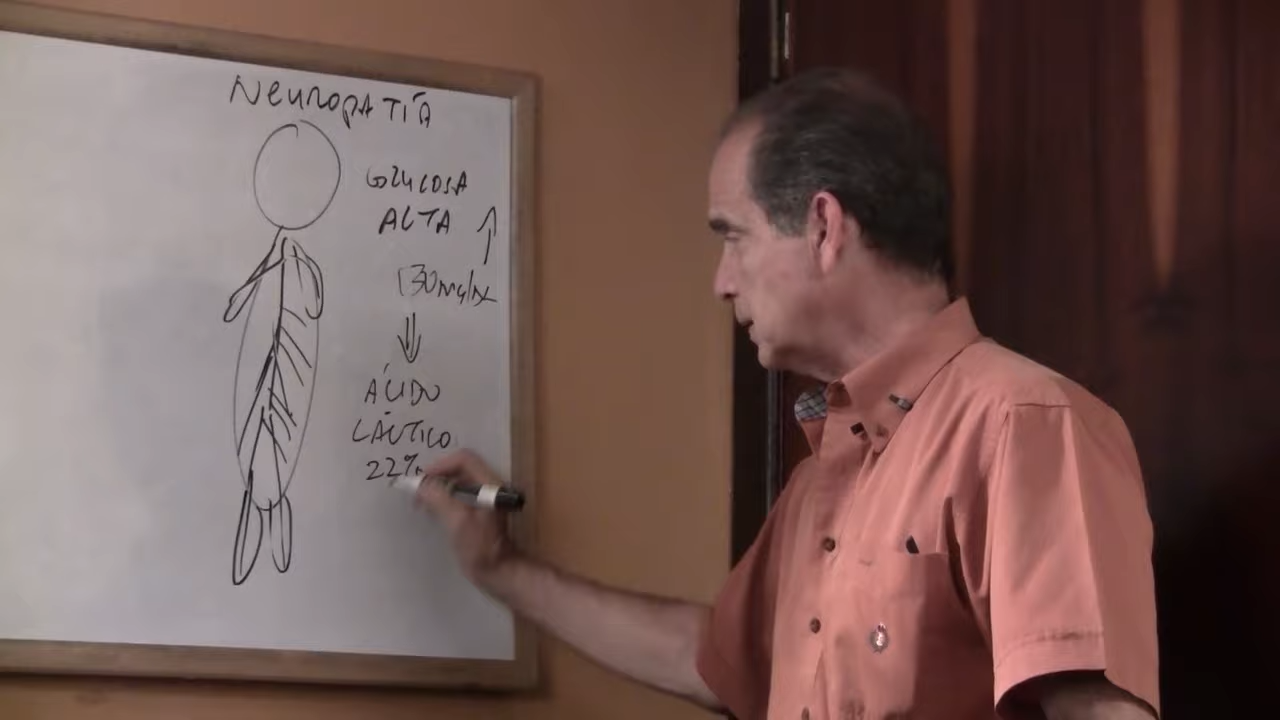 NeuropATÍA
GLUCOSA
ALTA
130mg/dL
ÁCIDO
LÁCTICO
22%